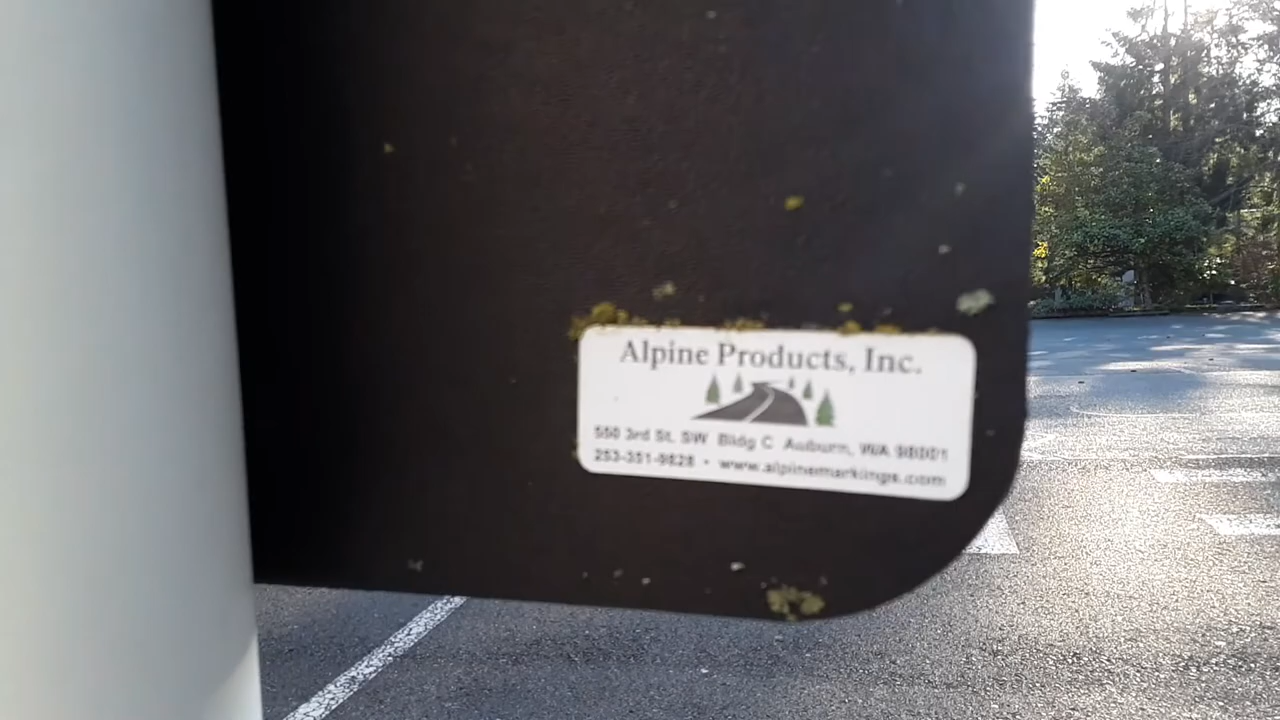 Alpine Products, Inc.
550 3rd St. SW Bldg C Auburn, WA 98001
253-351-9828 • www.alpinemarkings.com